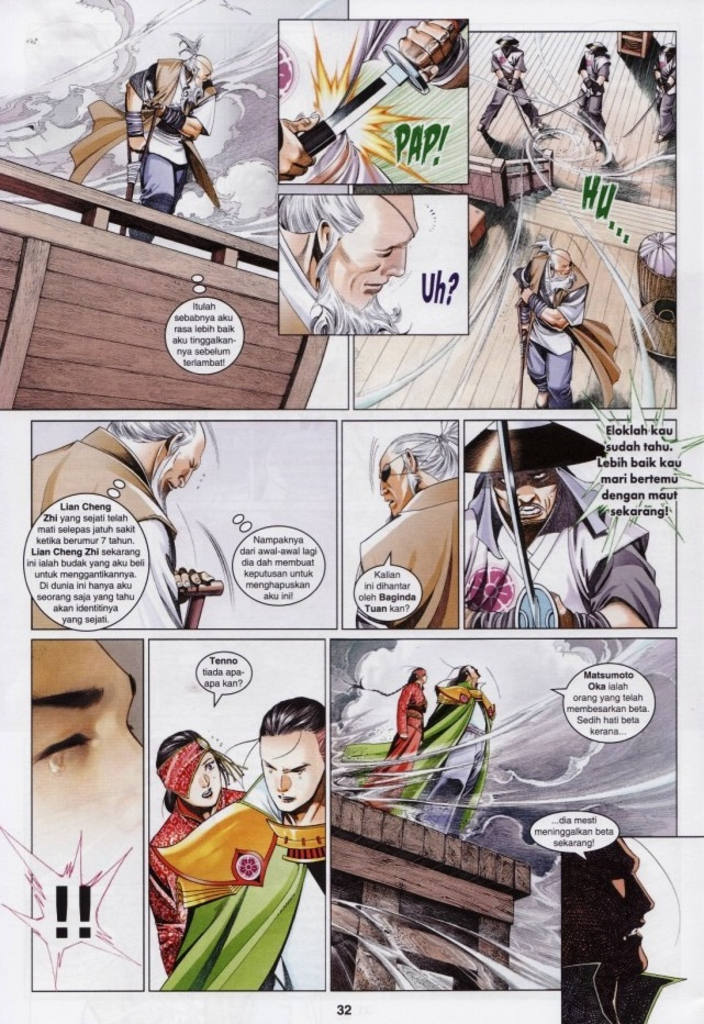 PAP!
Uh?
HU...
Itulah
sebabnya aku
rasa lebih baik
aku tinggalkan-
nya sebelum
terlambat!
Lian Cheng
Zhi yang sejati telah
mati selepas jatuh sakit
ketika berumur 7 tahun.
Lian Cheng Zhi sekarang
ini ialah budak yang aku beli
untuk menggantikannya.
Di dunia ini hanya aku
seorang saja yang tahu
akan identitinya
yang sejati.
Nampaknya
dari awal-awal lagi
dia dah membuat
keputusan untuk
menghapuskan
aku ini!
Kalian
ini dihantar
oleh Baginda
Tuan kan?
Eloklah kau
sudah tahu.
Lebih baik kau
mari bertemu
dengan maut
sekarang!
!!
Tenno
tiada apa-
apa kan?
Matsumoto
Oka ialah
orang yang telah
membesarkan beta.
Sedih hati beta
kerana...
...dia mesti
meninggalkan beta
sekarang!
32